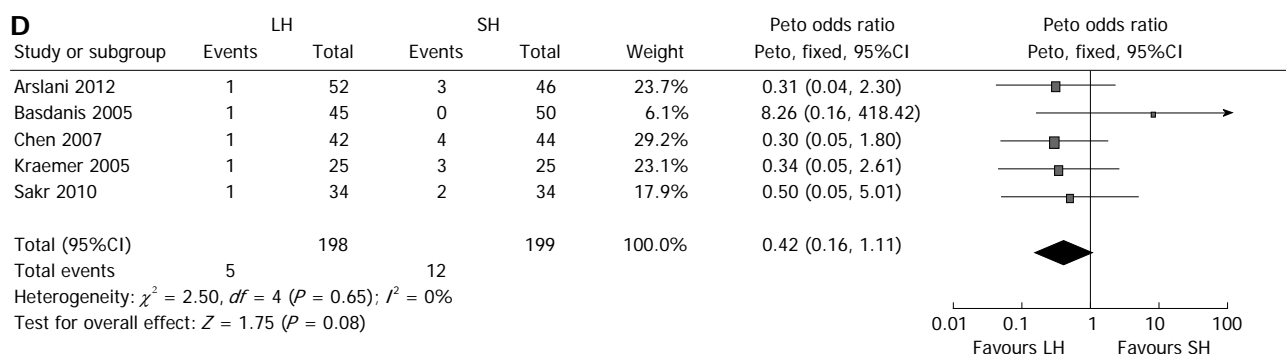 D LH SH Peto odds ratio Peto odds ratio
Study or subgroup Events Total Events Total Weight Peto, fixed, 95%CI Peto, fixed, 95%CI
Arslani 2012 1 52 3 46 23.7% 0.31 (0.04, 2.30)
Basdanis 2005 1 45 0 50 6.1% 8.26 (0.16, 418.42)
Chen 2007 1 42 4 44 29.2% 0.30 (0.05, 1.80)
Kraemer 2005 1 25 3 25 23.1% 0.34 (0.05, 2.61)
Sakr 2010 1 34 2 34 17.9% 0.50 (0.05, 5.01)
Total (95%CI) 198 199 100.0% 0.42 (0.16, 1.11)
Total events 5 12
Heterogeneity: χ² = 2.50, df = 4 (P = 0.65); I² = 0%
Test for overall effect: Z = 1.75 (P = 0.08)
0.01 0.1 1 10 100
Favours LH Favours SH